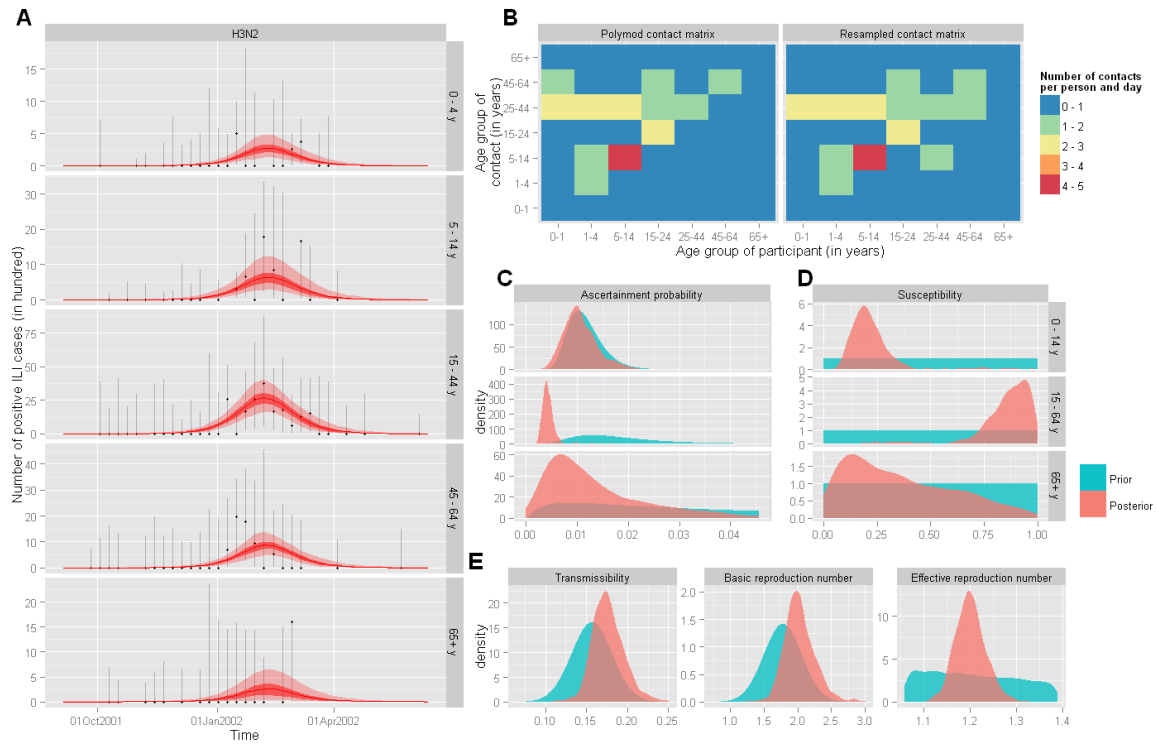 A
H3N2
Number of positive ILI cases (in hundred)
15
10
5
0
0 - 4 y
30
20
10
0
5 - 14 y
75
50
25
0
15 - 44 y
40
30
20
10
0
45 - 64 y
15
10
5
0
65+ y
01Oct2001 01Jan2002 01Apr2002
Time
B
Polymod contact matrix
Resampled contact matrix
Age group of
contact (in years)
65+
45-64
25-44
15-24
5-14
1-4
0-1
0-1 1-4 5-14 15-24 25-44 45-64 65+
0-1 1-4 5-14 15-24 25-44 45-64 65+
Age group of participant (in years)
Number of contacts
per person and day
0 - 1
1 - 2
2 - 3
3 - 4
4 - 5
C
Ascertainment probability
density
100
50
0
400
300
200
100
0
60
40
20
0
0.00 0.01 0.02 0.03 0.04
D
Susceptibility
6
4
2
0
0 - 14 y
5
4
3
2
1
0
15 - 64 y
1.5
1.0
0.5
0.0
65+ y
0.00 0.25 0.50 0.75 1.00
Prior
Posterior
E
Transmissibility
density
20
15
10
5
0
0.10 0.15 0.20 0.25
Basic reproduction number
2.0
1.5
1.0
0.5
0.0
1.0 1.5 2.0 2.5 3.0
Effective reproduction number
10
5
0
1.1 1.2 1.3 1.4